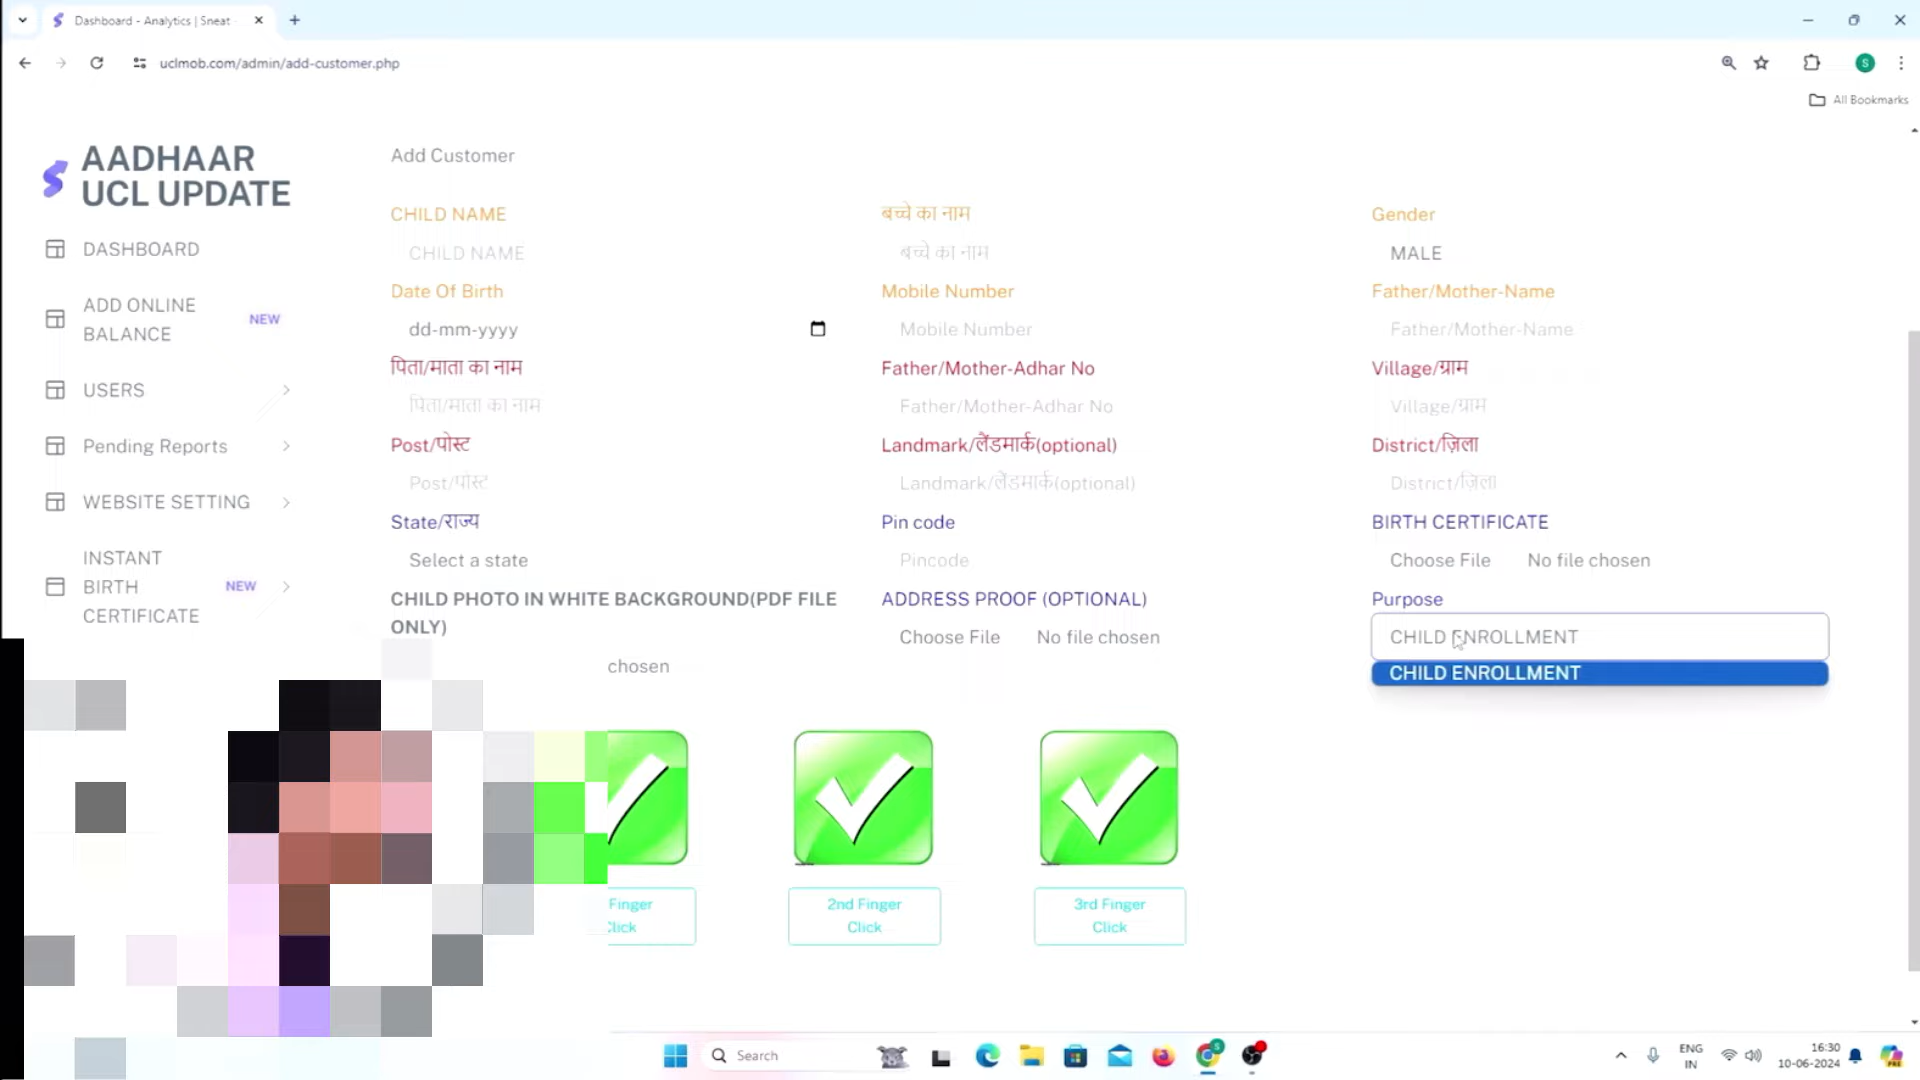 Dashboard - Analytics | Sneat
uclmob.com/admin/add-customer.php
S
All Bookmarks
AADHAAR
UCL UPDATE
DASHBOARD
ADD ONLINE
BALANCE
NEW
USERS
Pending Reports
WEBSITE SETTING
INSTANT
BIRTH
CERTIFICATE
NEW
Add Customer
CHILD NAME
बच्चे का नाम
Gender
CHILD NAME
बच्चे का नाम
MALE
Date Of Birth
Mobile Number
Father/Mother-Name
dd-mm-yyyy
Mobile Number
Father/Mother-Name
पिता/माता का नाम
Father/Mother-Adhar No
Village/ग्राम
पिता/माता का नाम
Father/Mother-Adhar No
Village/ग्राम
Post/पोस्ट
Landmark/लैंडमार्क(optional)
District/ज़िला
Post/पोस्ट
Landmark/लैंडमार्क(optional)
District/ज़िला
State/राज्य
Pin code
BIRTH CERTIFICATE
Select a state
Pincode
Choose File No file chosen
CHILD PHOTO IN WHITE BACKGROUND(PDF FILE
ONLY)
ADDRESS PROOF (OPTIONAL)
Purpose
chosen
Choose File No file chosen
CHILD ENROLLMENT
CHILD ENROLLMENT
Finger
Click
2nd Finger
Click
3rd Finger
Click
Search
ENG
IN
16:30
10-06-2024